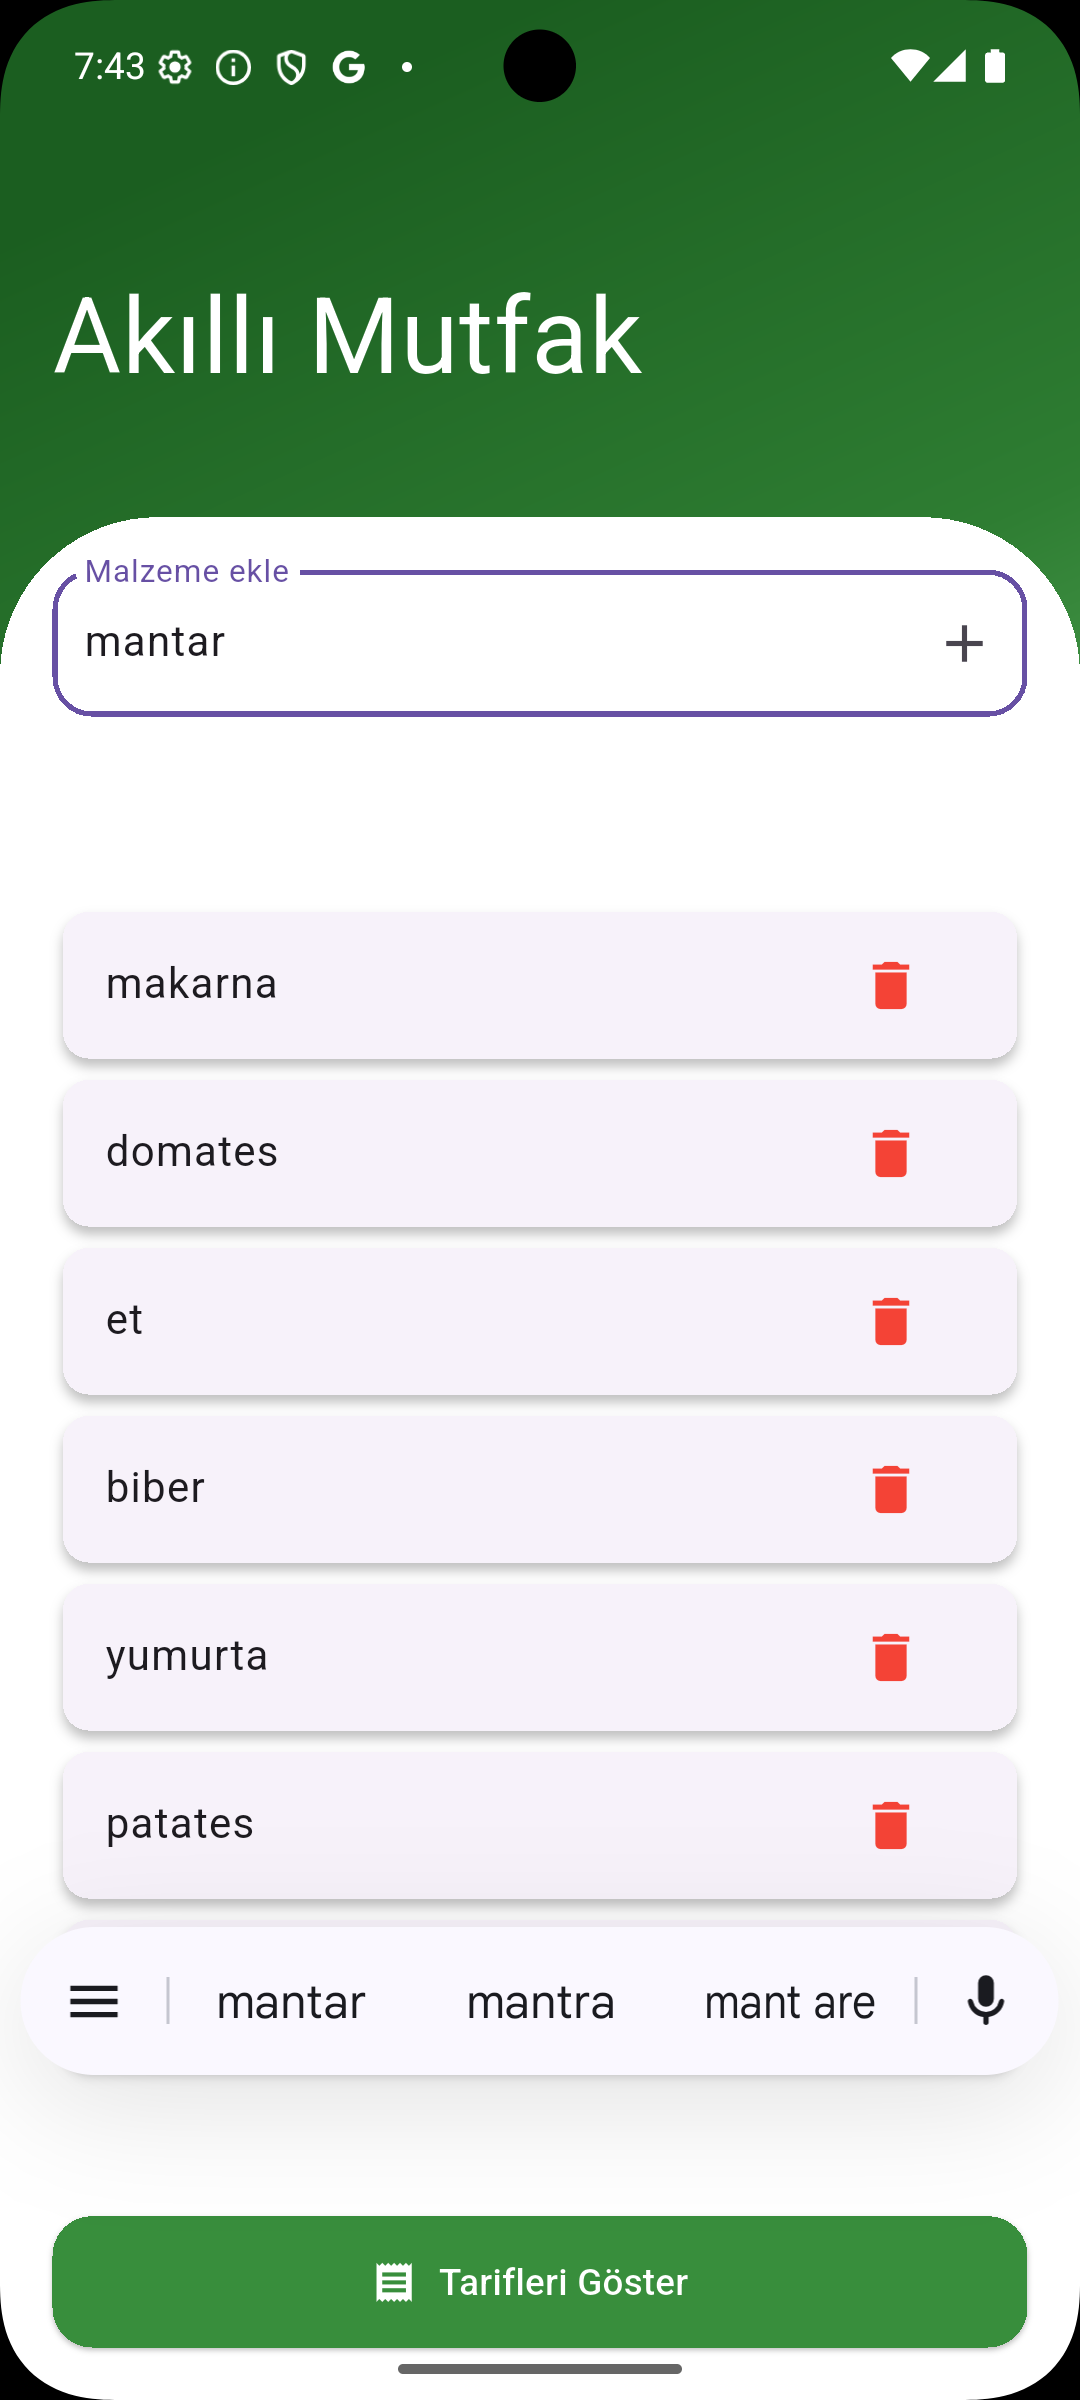 7:43
Akıllı Mutfak
Malzeme ekle
mantar
makarna
domates
et
biber
yumurta
patates
mantar mantra mant are
Tarifleri Göster